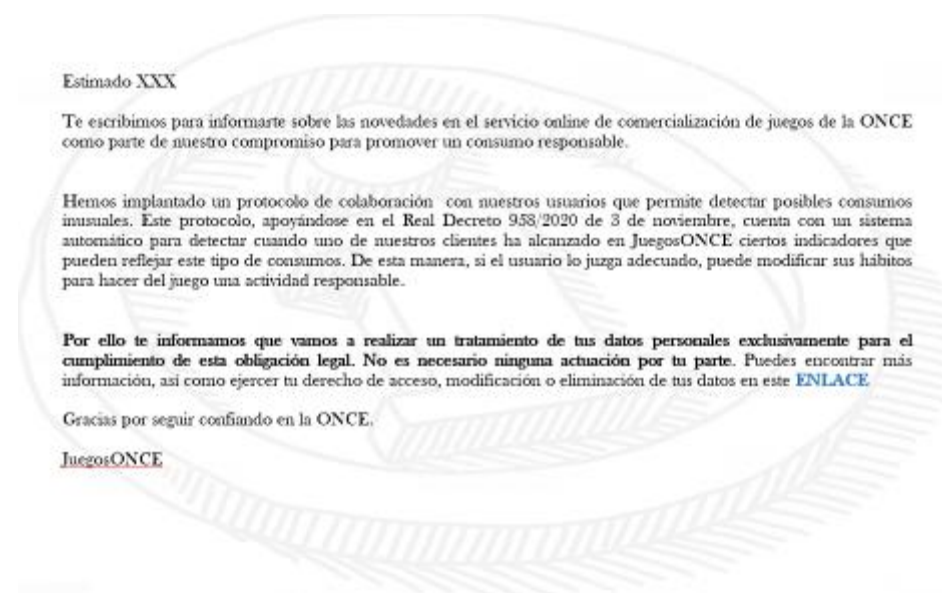 Estimado XXX
Te escribimos para informarte sobre las novedades en el servicio online de comercialización de juegos de la ONCE
como parte de nuestro compromiso para promover un consumo responsable.
Hemos implantado un protocolo de colaboración con nuestros usuarios que permite detectar posibles consumos
inusuales. Este protocolo, apoyándose en el Real Decreto 958/2020 de 3 de noviembre, cuenta con un sistema
automático para detectar cuando uno de nuestros clientes ha alcanzado en JuegosONCE ciertos indicadores que
pueden reflejar este tipo de consumos. De esta manera, si el usuario lo juzga adecuado, puede modificar sus hábitos
para hacer del juego una actividad responsable.
Por ello te informamos que vamos a realizar un tratamiento de tus datos personales exclusivamente para el
cumplimiento de esta obligación legal. No es necesario ninguna actuación por tu parte. Puedes encontrar más
información, así como ejercer tu derecho de acceso, modificación o eliminación de tus datos en este ENLACE
Gracias por seguir confiando en la ONCE.
JuegosONCE